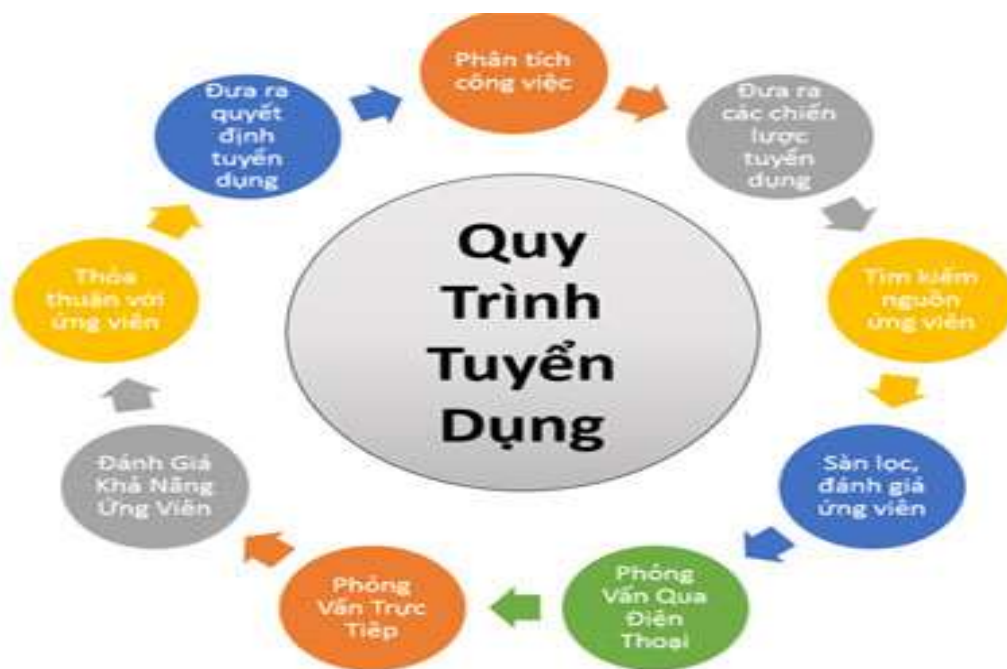 Phân tích
công việc
Đưa ra
các chiến
lược
tuyển
dụng
Tìm kiếm
nguồn
ứng viên
Sàn lọc,
đánh giá
ứng viên
Phỏng
Vấn Qua
Điện
Thoại
Phỏng
Vấn Trực
Tiếp
Đánh Giá
Khả Năng
Ứng Viên
Thỏa
thuận với
ứng viên
Đưa ra
quyết
định
tuyển
dụng
Quy
Trình
Tuyển
Dụng